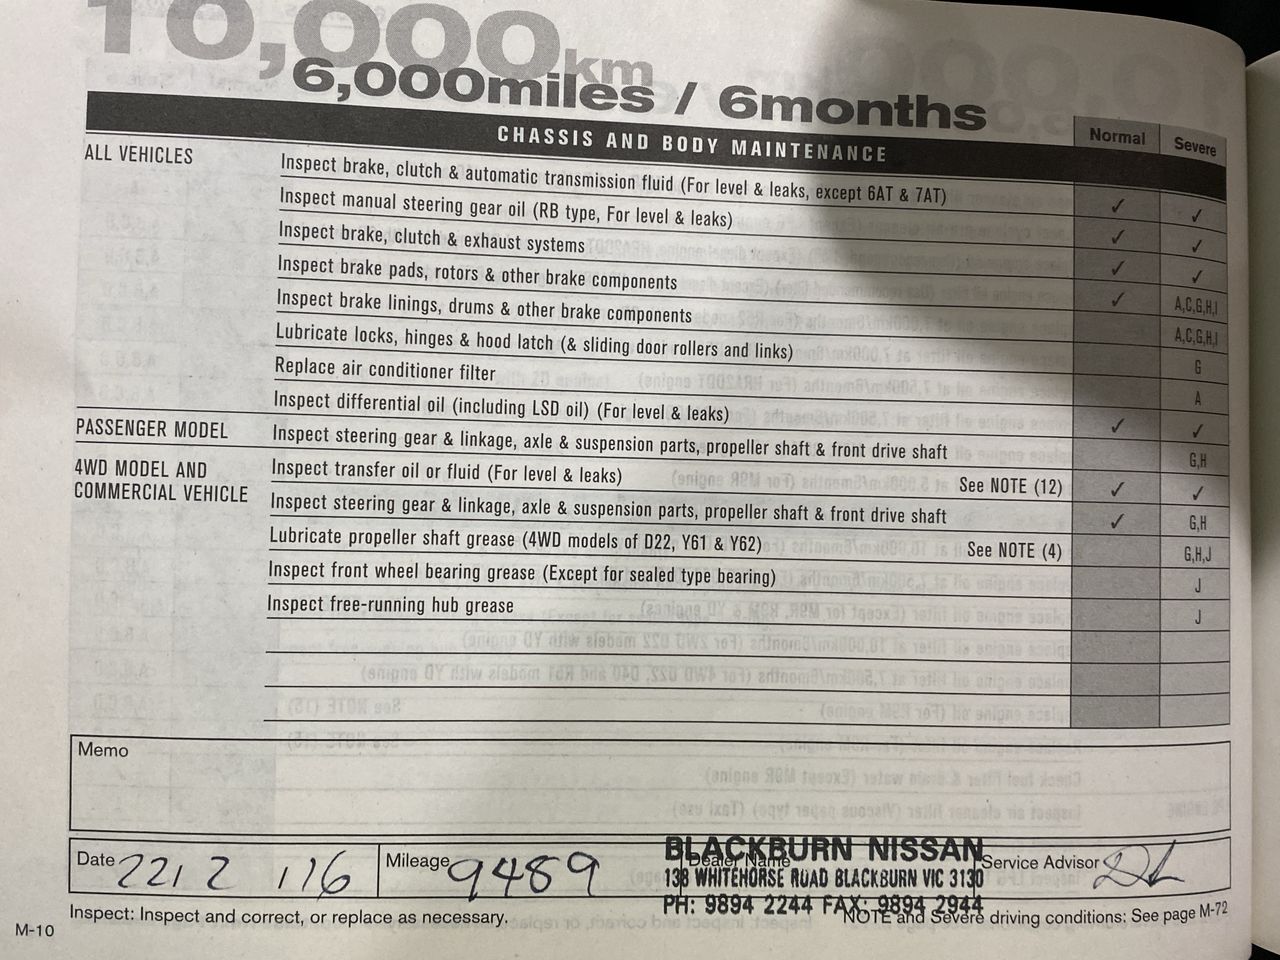 10,000km
6,000miles / 6months
CHASSIS AND BODY MAINTENANCE Normal Severe
ALL VEHICLES Inspect brake, clutch & automatic transmission fluid (For level & leaks, except 6AT & 7AT) ✓ ✓
Inspect manual steering gear oil (RB type, For level & leaks) ✓ ✓
Inspect brake, clutch & exhaust systems ✓ ✓
Inspect brake pads, rotors & other brake components ✓ A,C,G,H,I
Inspect brake linings, drums & other brake components A,C,G,H,I
Lubricate locks, hinges & hood latch (& sliding door rollers and links) G
Replace air conditioner filter A
Inspect differential oil (including LSD oil) (For level & leaks) ✓ ✓
PASSENGER MODEL Inspect steering gear & linkage, axle & suspension parts, propeller shaft & front drive shaft G,H
4WD MODEL AND COMMERCIAL VEHICLE Inspect transfer oil or fluid (For level & leaks) See NOTE (12) ✓ ✓
Inspect steering gear & linkage, axle & suspension parts, propeller shaft & front drive shaft ✓ G,H
Lubricate propeller shaft grease (4WD models of D22, Y61 & Y62) See NOTE (4) G,H,J
Inspect front wheel bearing grease (Except for sealed type bearing) J
Inspect free-running hub grease J
Memo
Date 22/2/16 Mileage 9489 Dealer Name Service Advisor
BLACKBURN NISSAN
138 WHITEHORSE ROAD BLACKBURN VIC 3130
PH: 9894 2244 FAX: 9894 2944
Inspect: Inspect and correct, or replace as necessary. NOTE and Severe driving conditions: See page M-72
M-10